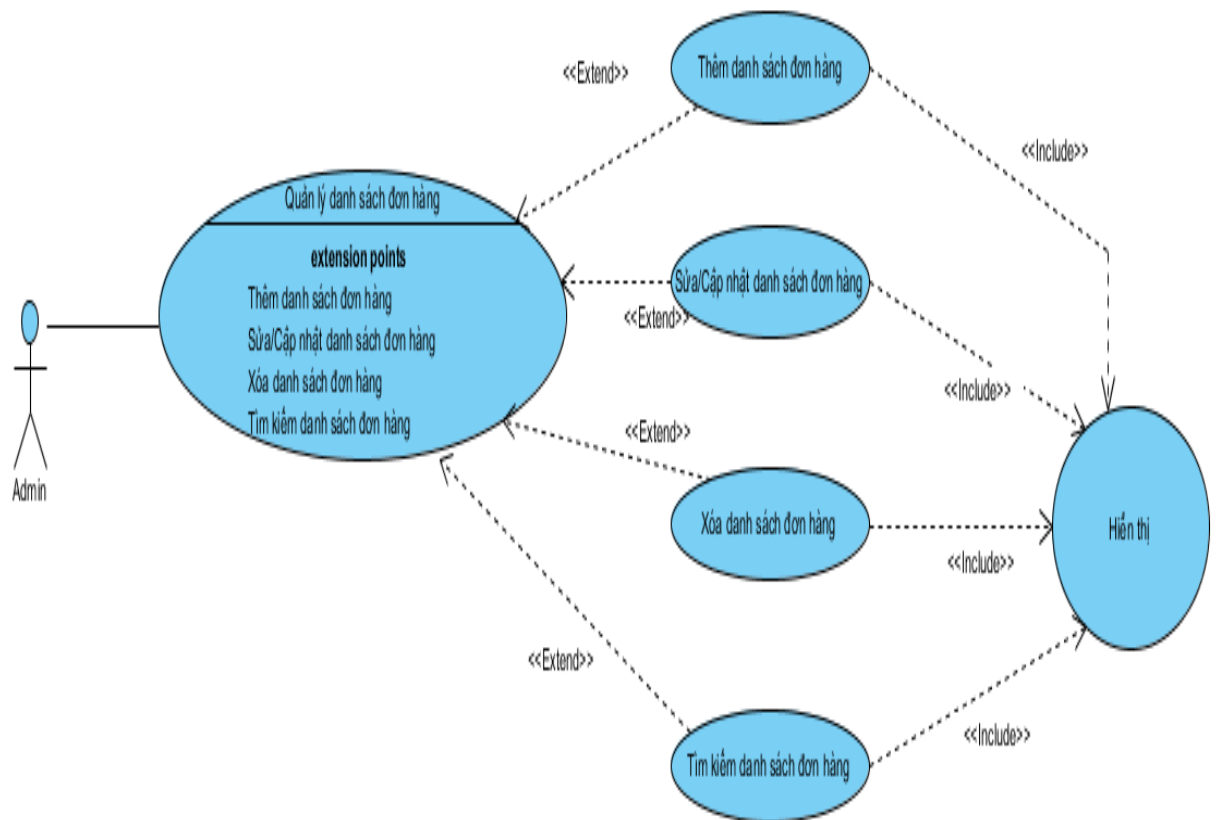 Thêm danh sách đơn hàng
<<Extend>>
<<Include>>
Quản lý danh sách đơn hàng
extension points
Thêm danh sách đơn hàng
Sửa/Cập nhật danh sách đơn hàng
Xóa danh sách đơn hàng
Tìm kiếm danh sách đơn hàng
Sửa/Cập nhật danh sách đơn hàng
<<Extend>>
<<Include>>
<<Extend>>
Admin
Xóa danh sách đơn hàng
Hiển thị
<<Include>>
<<Extend>>
<<Include>>
Tìm kiếm danh sách đơn hàng